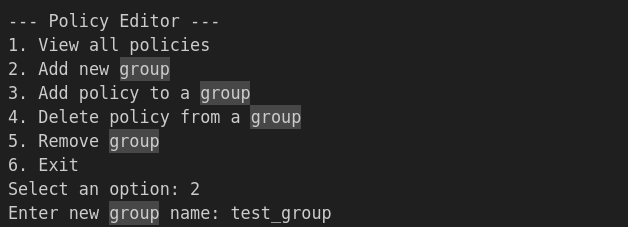 --- Policy Editor ---
1. View all policies
2. Add new group
3. Add policy to a group
4. Delete policy from a group
5. Remove group
6. Exit
Select an option: 2
Enter new group name: test_group